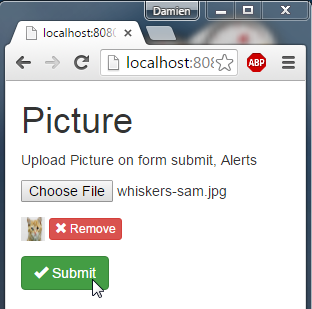 Damien
localhost:808
localhost:808
ABP
Picture
Upload Picture on form submit, Alerts
Choose File whiskers-sam.jpg
Remove
Submit